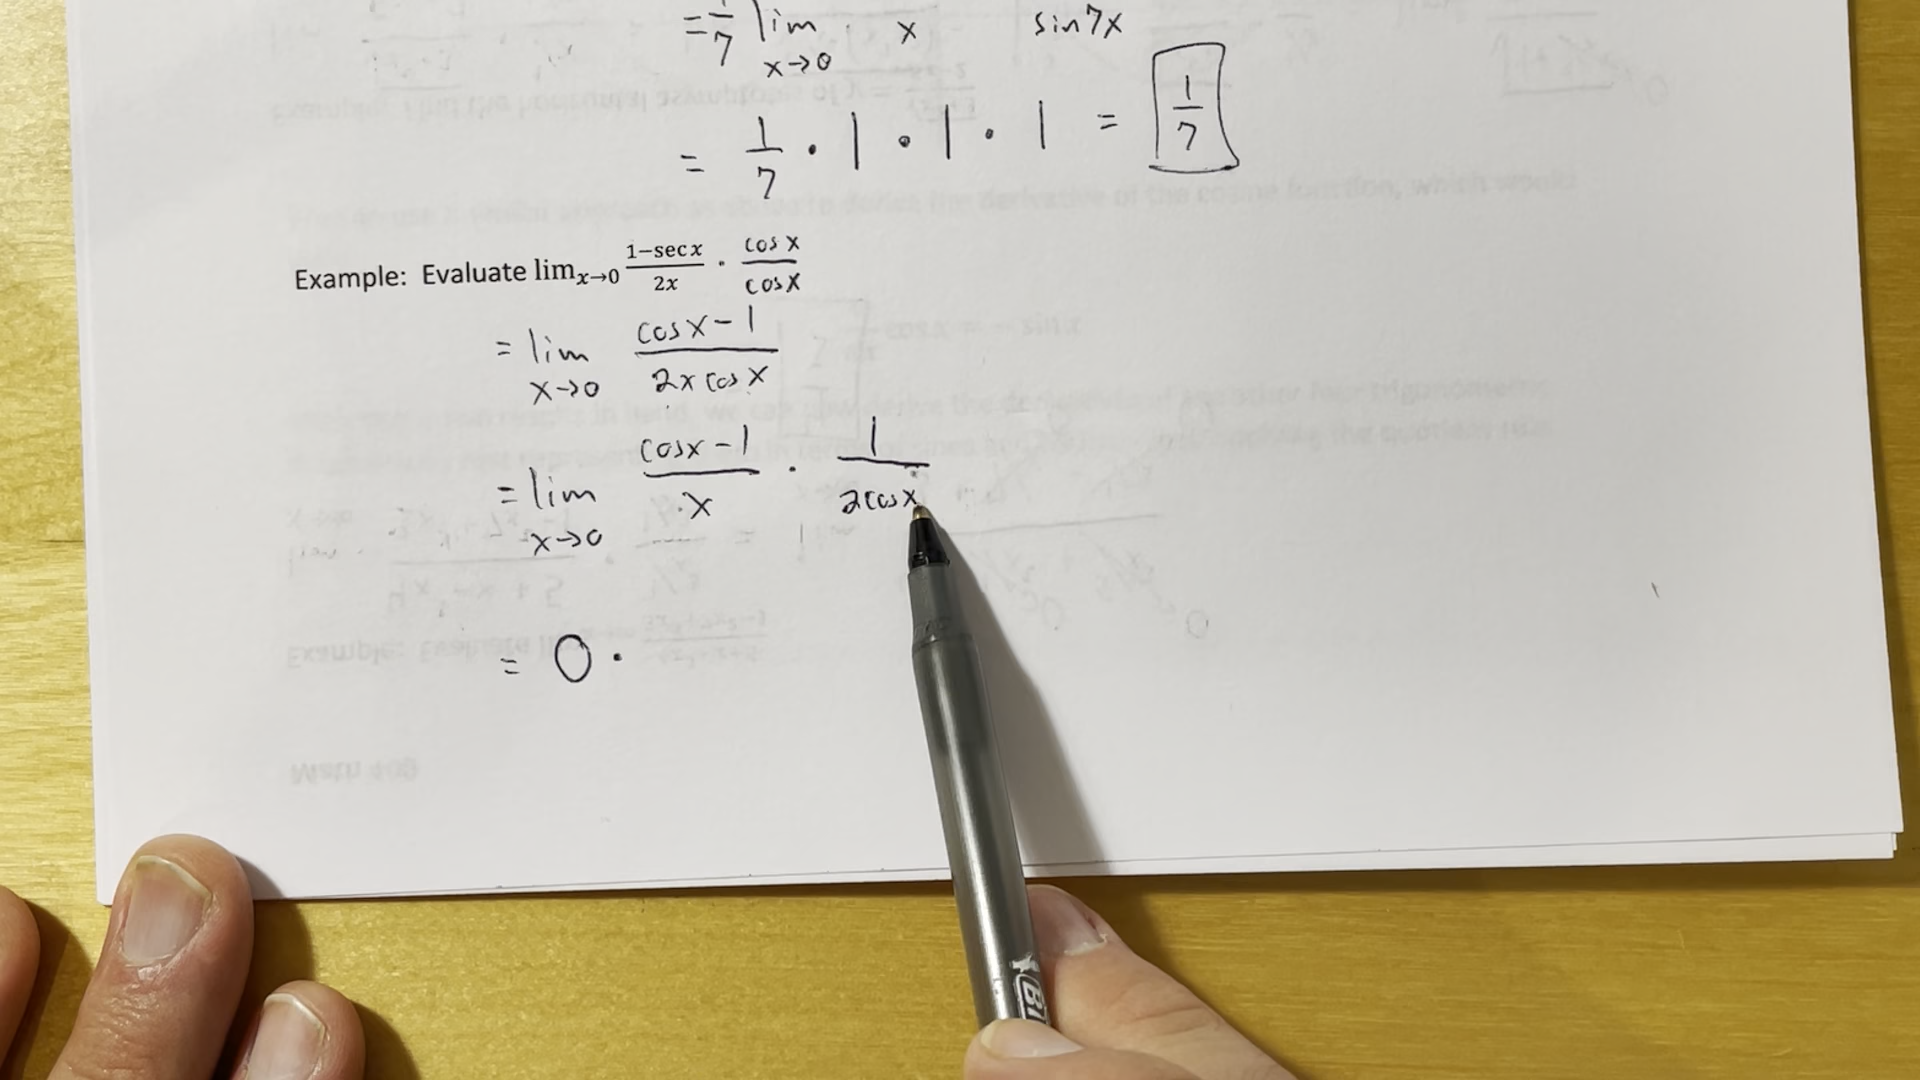 = 1/7 lim x→0 x sin7x
= 1/7 · 1 · 1 · 1 = 1/7
Example: Evaluate lim x→0 (1−sec x)/(2x) · (cos x)/(cos x)
= lim x→0 (cos x − 1)/(2x cos x)
= lim x→0 (cos x − 1)/x · 1/(2cos x)
= 0 ·